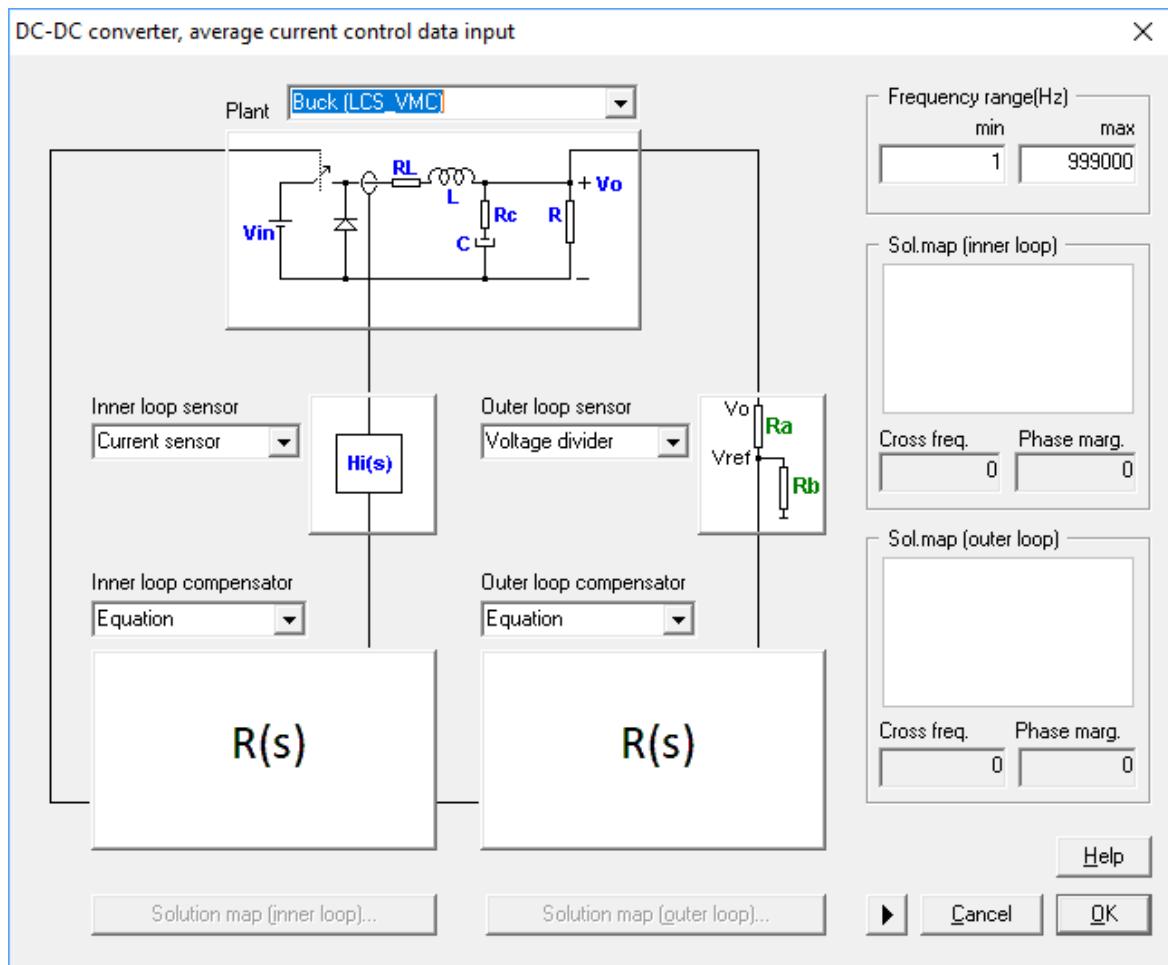 DC-DC converter, average current control data input
Plant
Buck (LCS_VMC)
RL
L
+ Vo
Rc
R
Vin
C
−
Inner loop sensor
Current sensor
Hi(s)
Outer loop sensor
Voltage divider
Vo
Ra
Vref
Rb
Inner loop compensator
Equation
R(s)
Outer loop compensator
Equation
R(s)
Solution map (inner loop)...
Solution map (outer loop)...
Frequency range(Hz)
min max
1 999000
Sol.map (inner loop)
Cross freq. Phase marg.
0 0
Sol.map (outer loop)
Cross freq. Phase marg.
0 0
Help
Cancel OK